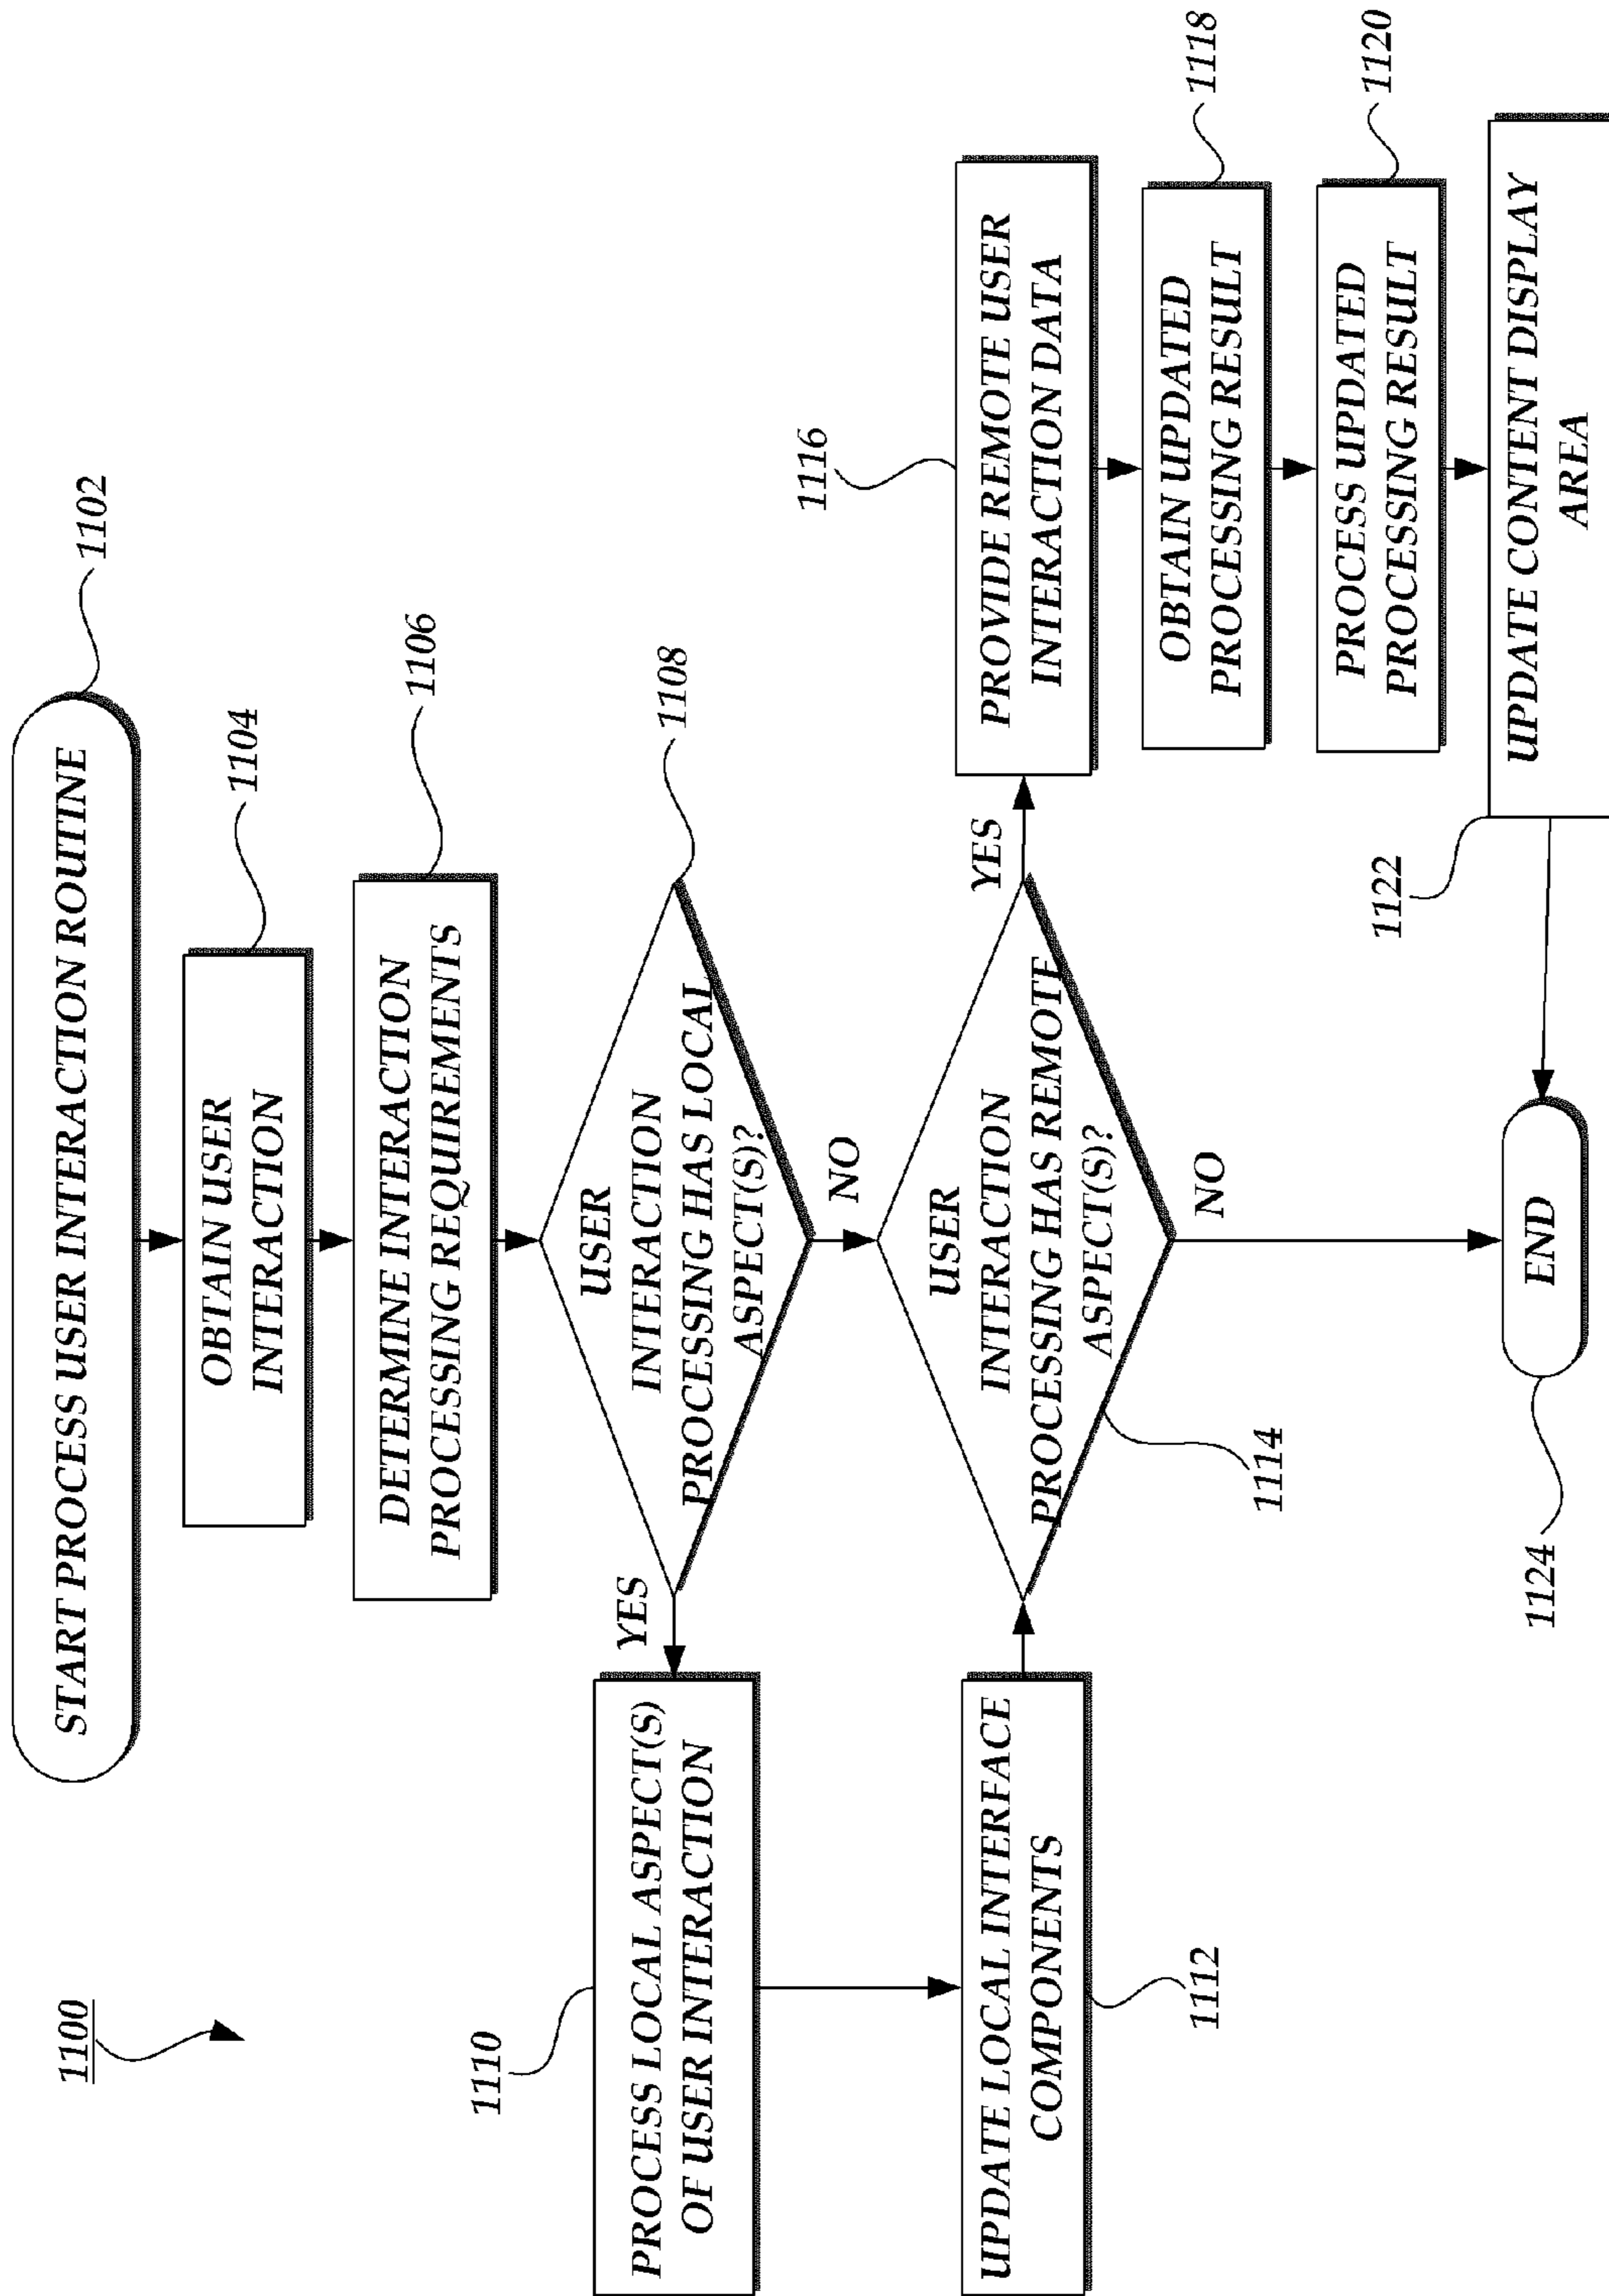 1100
START PROCESS USER INTERACTION ROUTINE
1102
OBTAIN USER
INTERACTION
1104
DETERMINE INTERACTION
PROCESSING REQUIREMENTS
1106
USER
INTERACTION
PROCESSING HAS LOCAL
ASPECT(S)?
1108
YES
NO
1110
PROCESS LOCAL ASPECT(S)
OF USER INTERACTION
UPDATE LOCAL INTERFACE
COMPONENTS
1112
USER
INTERACTION
PROCESSING HAS REMOTE
ASPECT(S)?
1114
YES
NO
1116
PROVIDE REMOTE USER
INTERACTION DATA
OBTAIN UPDATED
PROCESSING RESULT
1118
PROCESS UPDATED
PROCESSING RESULT
1120
UPDATE CONTENT DISPLAY
AREA
1122
END
1124